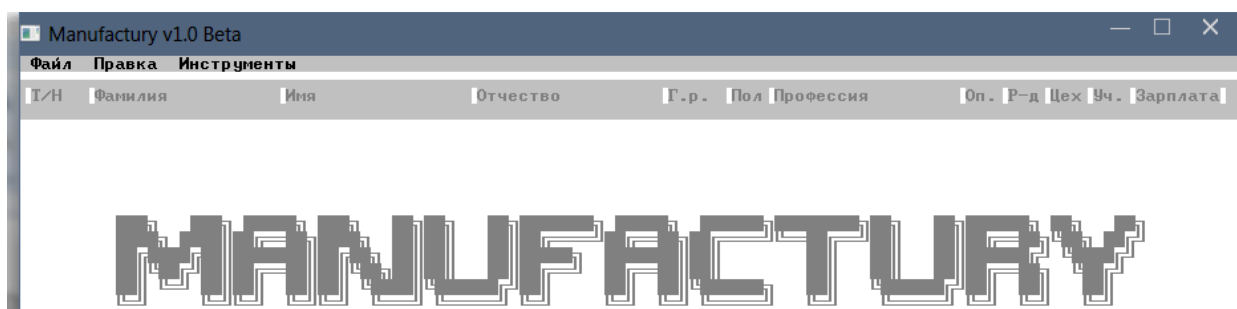 Manufactury v1.0 Beta
Файл Правка Инструменты
Т/Н Фамилия Имя Отчество Г.р. Пол Профессия Оп. Р-д Цех Уч. Зарплата
MANUFACTURY